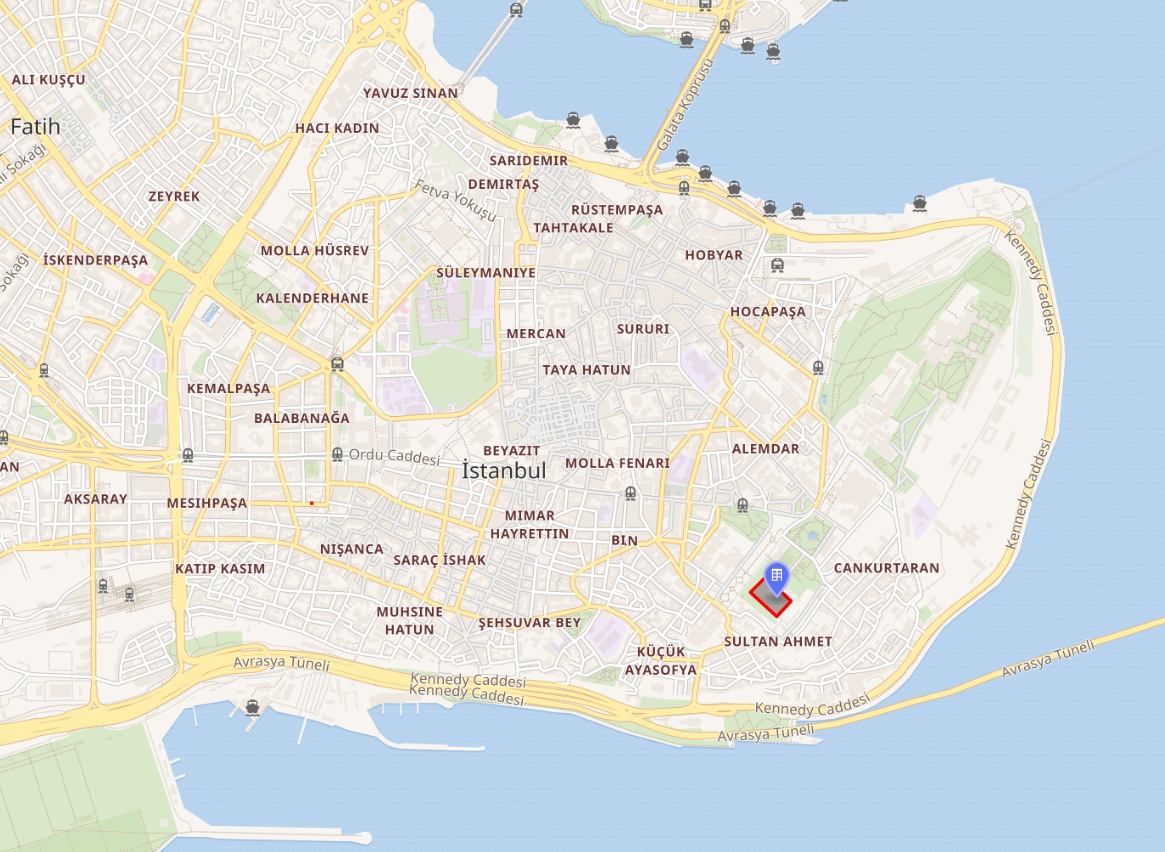 ALI KUŞÇU
YAVUZ SINAN
Fatih
HACI KADIN
Galata Köprüsü
SARIDEMIR
DEMIRTAŞ
Fetva Yokuşu
ZEYREK
RÜSTEMPAŞA
TAHTAKALE
MOLLA HÜSREV
İSKENDERPAŞA
HOBYAR
SÜLEYMANIYE
Sokağı
KALENDERHANE
Kennedy Caddesi
HOCAPAŞA
MERCAN
SURURI
TAYA HATUN
KEMALPAŞA
BALABANAĞA
BEYAZIT
Ordu Caddesi
İstanbul
MOLLA FENARI
ALEMDAR
AN
AKSARAY
MESIHPAŞA
Kennedy Caddesi
MIMAR
HAYRETTIN
BIN
NIŞANCA
SARAÇ İSHAK
KATIP KASIM
CANKURTARAN
MUHSINE
HATUN
ŞEHSUVAR BEY
SULTAN AHMET
KÜÇÜK
AYASOFYA
Avrasya Tüneli
Avrasya Tüneli
Kennedy Caddesi
Kennedy Caddesi
Kennedy Caddesi
Avrasya Tüneli